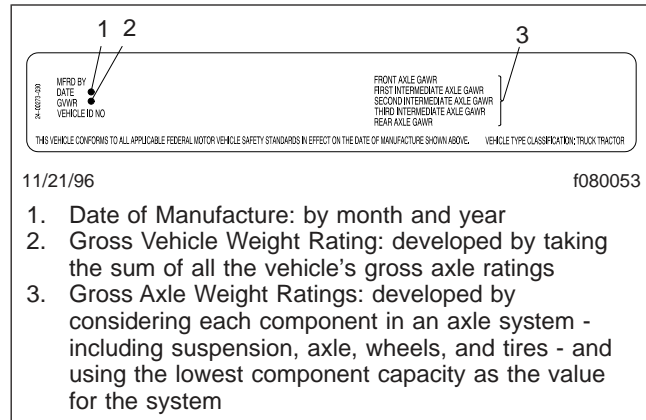 1 2
3
MFRD BY
DATE
GVWR
VEHICLE ID NO
24-00273-030
FRONT AXLE GAWR
FIRST INTERMEDIATE AXLE GAWR
SECOND INTERMEDIATE AXLE GAWR
THIRD INTERMEDIATE AXLE GAWR
REAR AXLE GAWR
THIS VEHICLE CONFORMS TO ALL APPLICABLE FEDERAL MOTOR VEHICLE SAFETY STANDARDS IN EFFECT ON THE DATE OF MANUFACTURE SHOWN ABOVE. VEHICLE TYPE CLASSIFICATION: TRUCK TRACTOR
11/21/96 f080053
1. Date of Manufacture: by month and year
2. Gross Vehicle Weight Rating: developed by taking
the sum of all the vehicle's gross axle ratings
3. Gross Axle Weight Ratings: developed by
considering each component in an axle system -
including suspension, axle, wheels, and tires - and
using the lowest component capacity as the value
for the system